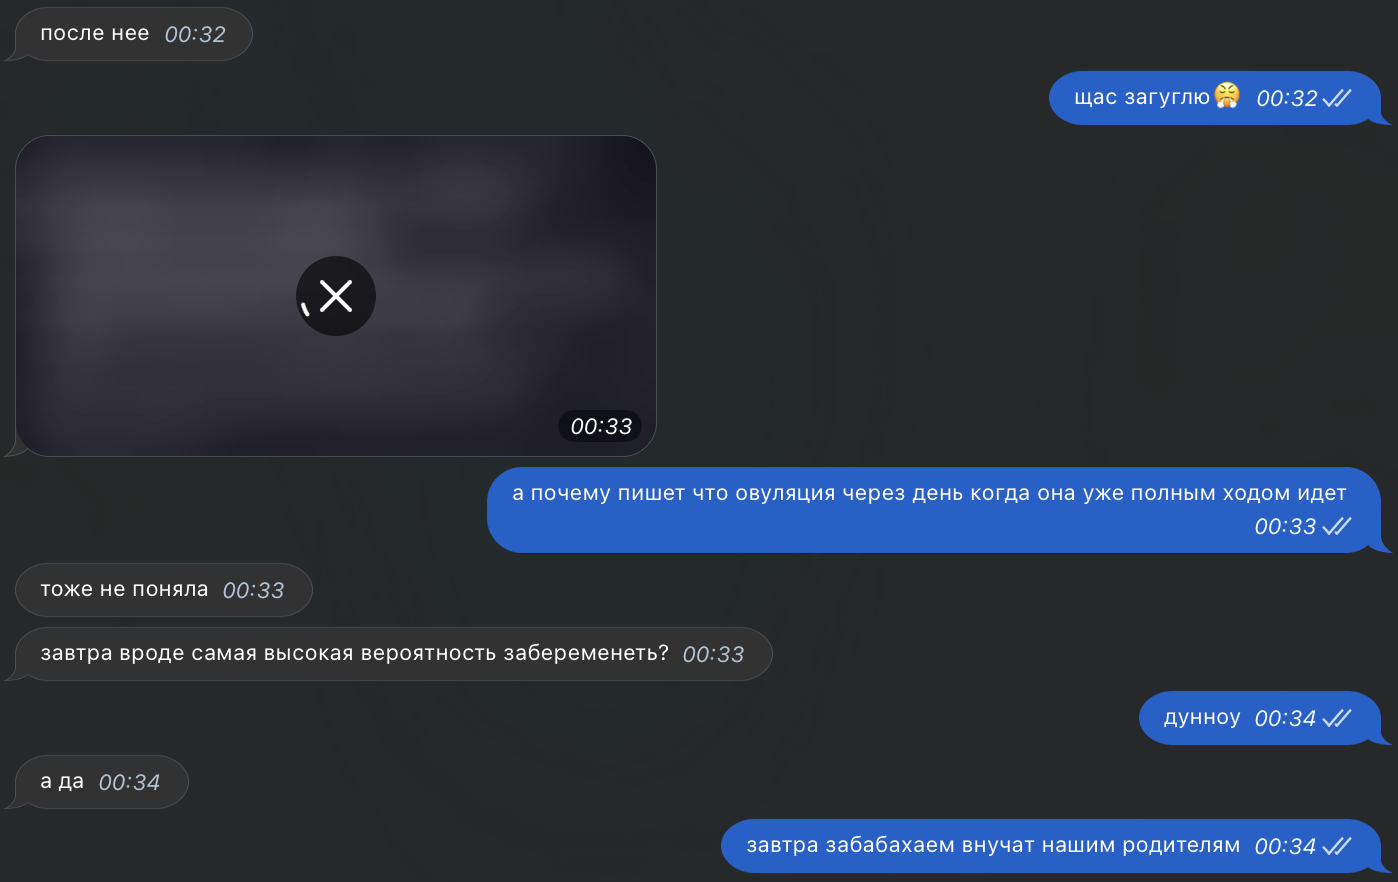 после нее 00:32
щас загуглю😤 00:32
00:33
а почему пишет что овуляция через день когда она уже полным ходом идет
00:33
тоже не поняла 00:33
завтра вроде самая высокая вероятность забеременеть? 00:33
дунноу 00:34
а да 00:34
завтра забабахаем внучат нашим родителям 00:34